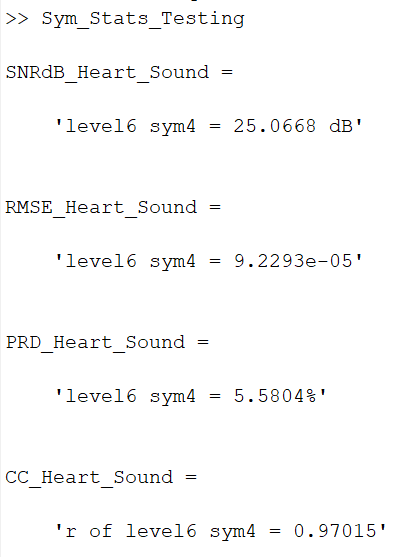 >> Sym_Stats_Testing
SNRdB_Heart_Sound =
'level6 sym4 = 25.0668 dB'
RMSE_Heart_Sound =
'level6 sym4 = 9.2293e-05'
PRD_Heart_Sound =
'level6 sym4 = 5.5804%'
CC_Heart_Sound =
'r of level6 sym4 = 0.97015'